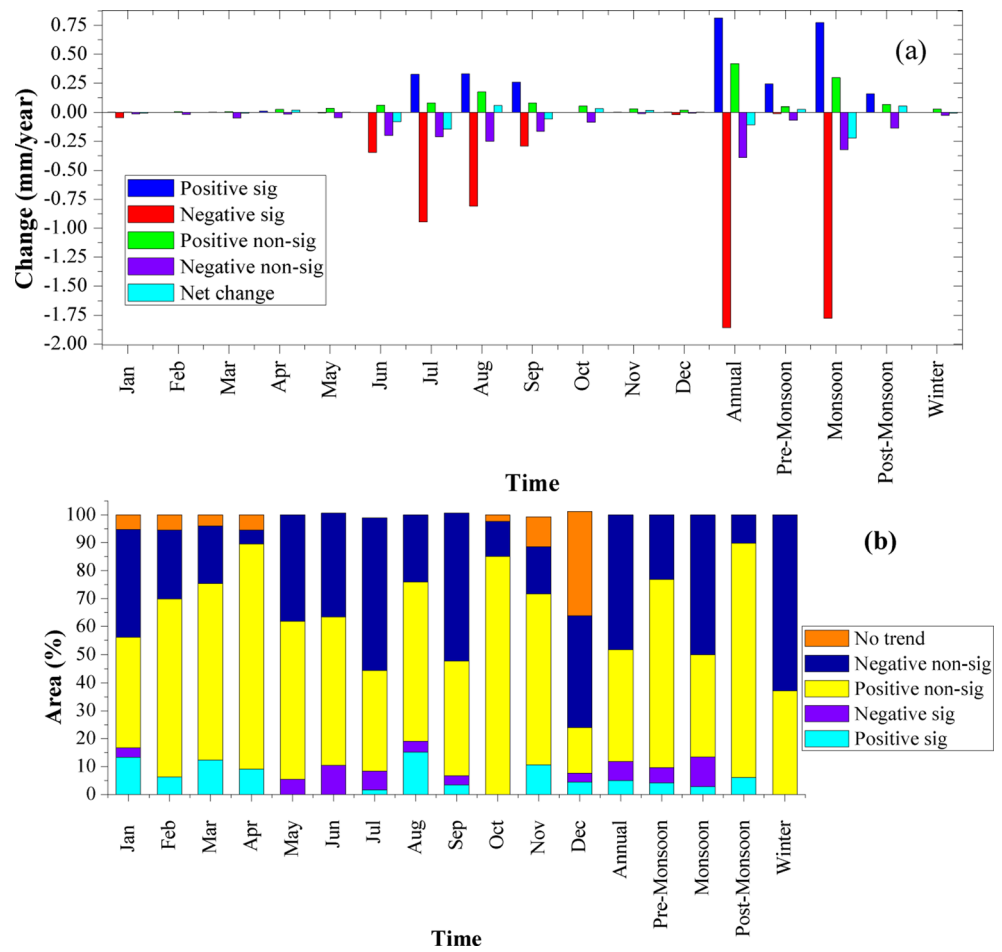 (a)
Change (mm/year)
0.75
0.50
0.25
0.00
-0.25
-0.50
-0.75
-1.00
-1.25
-1.50
-1.75
-2.00
Positive sig
Negative sig
Positive non-sig
Negative non-sig
Net change
Jan
Feb
Mar
Apr
May
Jun
Jul
Aug
Sep
Oct
Nov
Dec
Annual
Pre-Monsoon
Monsoon
Post-Monsoon
Winter
Time
(b)
Area (%)
100
90
80
70
60
50
40
30
20
10
0
No trend
Negative non-sig
Positive non-sig
Negative sig
Positive sig
Jan
Feb
Mar
Apr
May
Jun
Jul
Aug
Sep
Oct
Nov
Dec
Annual
Pre-Monsoon
Monsoon
Post-Monsoon
Winter
Time